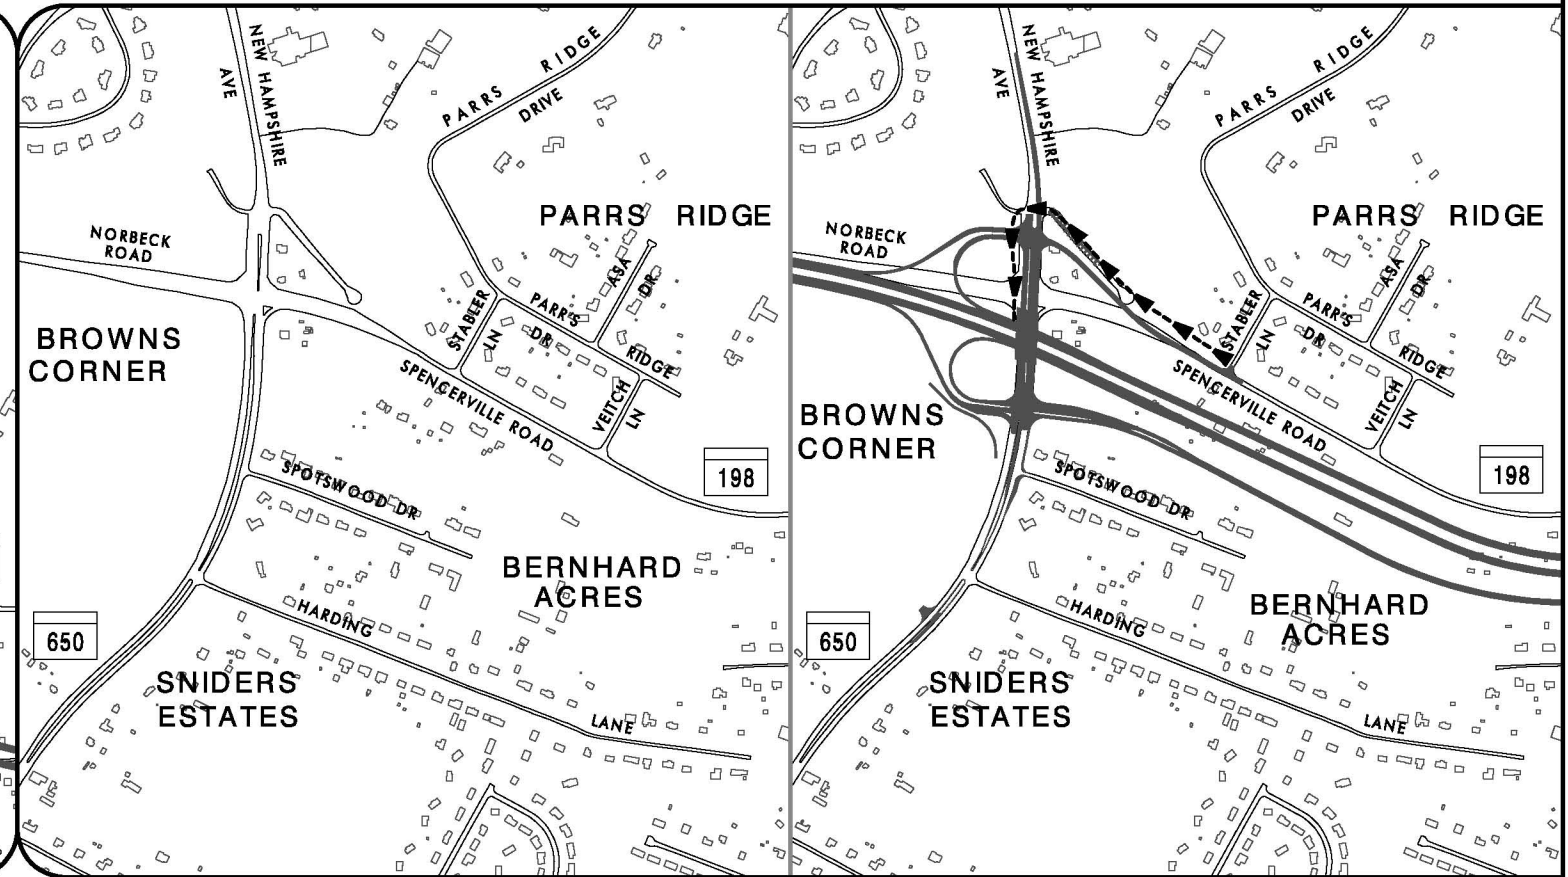 NEW HAMPSHIRE
AVE
PARRS RIDGE
DRIVE
PARRS RIDGE
NORBECK
ROAD
ASA
DR
STABLER
LN
PARR'S
DR
RIDGE
BROWNS
CORNER
SPENCERVILLE ROAD
VEITCH
LN
198
SPOTSWOOD DR
BERNHARD
ACRES
HARDING
LANE
650
SNIDERS
ESTATES
NEW HAMPSHIRE
AVE
PARRS RIDGE
DRIVE
PARRS RIDGE
NORBECK
ROAD
ASA
DR
STABLER
LN
PARR'S
DR
RIDGE
BROWNS
CORNER
SPENCERVILLE ROAD
VEITCH
LN
198
SPOTSWOOD DR
BERNHARD
ACRES
HARDING
LANE
650
SNIDERS
ESTATES